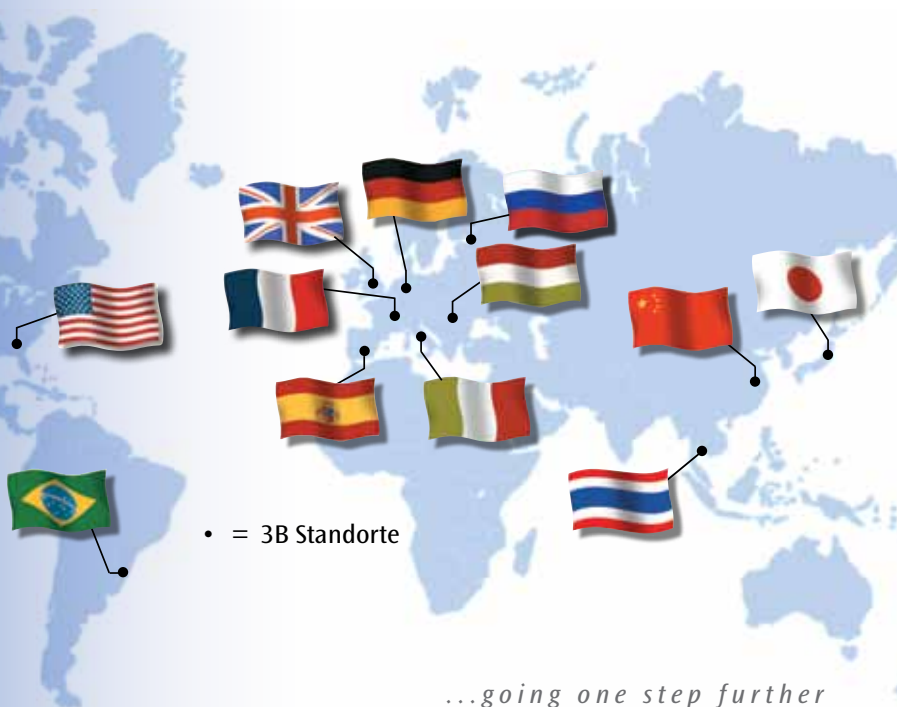 • = 3B Standorte
...going one step further